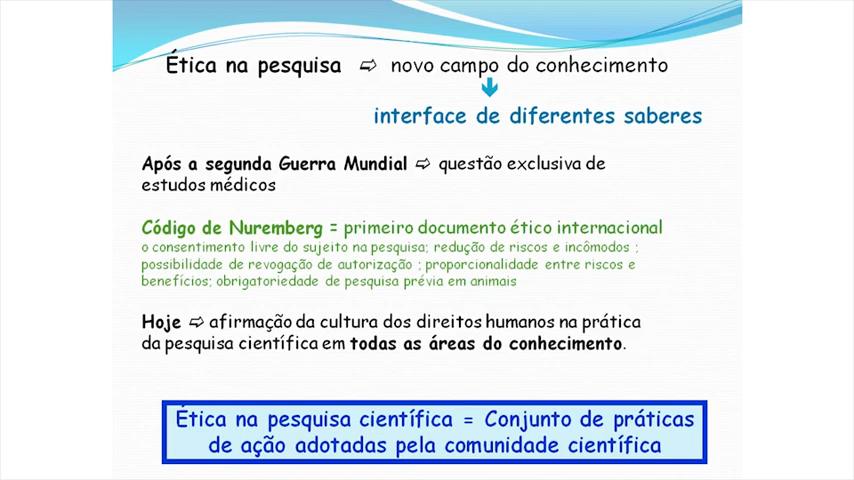 Ética na pesquisa ⇨ novo campo do conhecimento
interface de diferentes saberes
Após a segunda Guerra Mundial ⇨ questão exclusiva de
estudos médicos
Código de Nuremberg = primeiro documento ético internacional
o consentimento livre do sujeito na pesquisa; redução de riscos e incômodos ;
possibilidade de revogação de autorização ; proporcionalidade entre riscos e
benefícios; obrigatoriedade de pesquisa prévia em animais
Hoje ⇨ afirmação da cultura dos direitos humanos na prática
da pesquisa científica em todas as áreas do conhecimento.
Ética na pesquisa científica = Conjunto de práticas
de ação adotadas pela comunidade científica